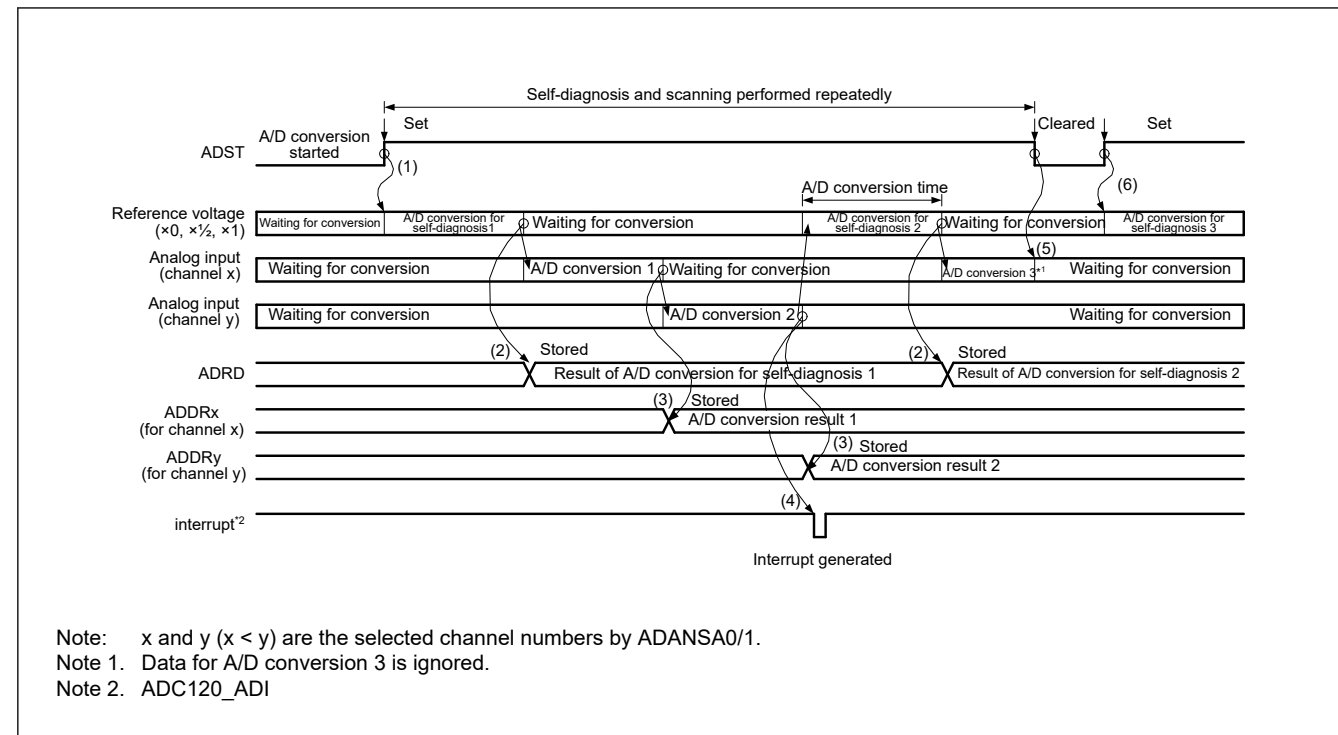 Self-diagnosis and scanning performed repeatedly
A/D conversion
started
Set
Cleared
Set
ADST
(1)
A/D conversion time
(6)
Reference voltage
(×0, ×½, ×1)
Waiting for conversion
A/D conversion for
self-diagnosis1
Waiting for conversion
A/D conversion for
self-diagnosis 2
Waiting for conversion
A/D conversion for
self-diagnosis 3
(5)
Analog input
(channel x)
Waiting for conversion
A/D conversion 1
Waiting for conversion
A/D conversion 3*1
Waiting for conversion
Analog input
(channel y)
Waiting for conversion
A/D conversion 2
Waiting for conversion
(2)
Stored
(2)
Stored
ADRD
Result of A/D conversion for self-diagnosis 1
Result of A/D conversion for self-diagnosis 2
(3)
Stored
ADDRx
(for channel x)
A/D conversion result 1
(3)
Stored
ADDRy
(for channel y)
A/D conversion result 2
(4)
interrupt*2
Interrupt generated
Note: x and y (x < y) are the selected channel numbers by ADANSA0/1.
Note 1. Data for A/D conversion 3 is ignored.
Note 2. ADC120_ADI